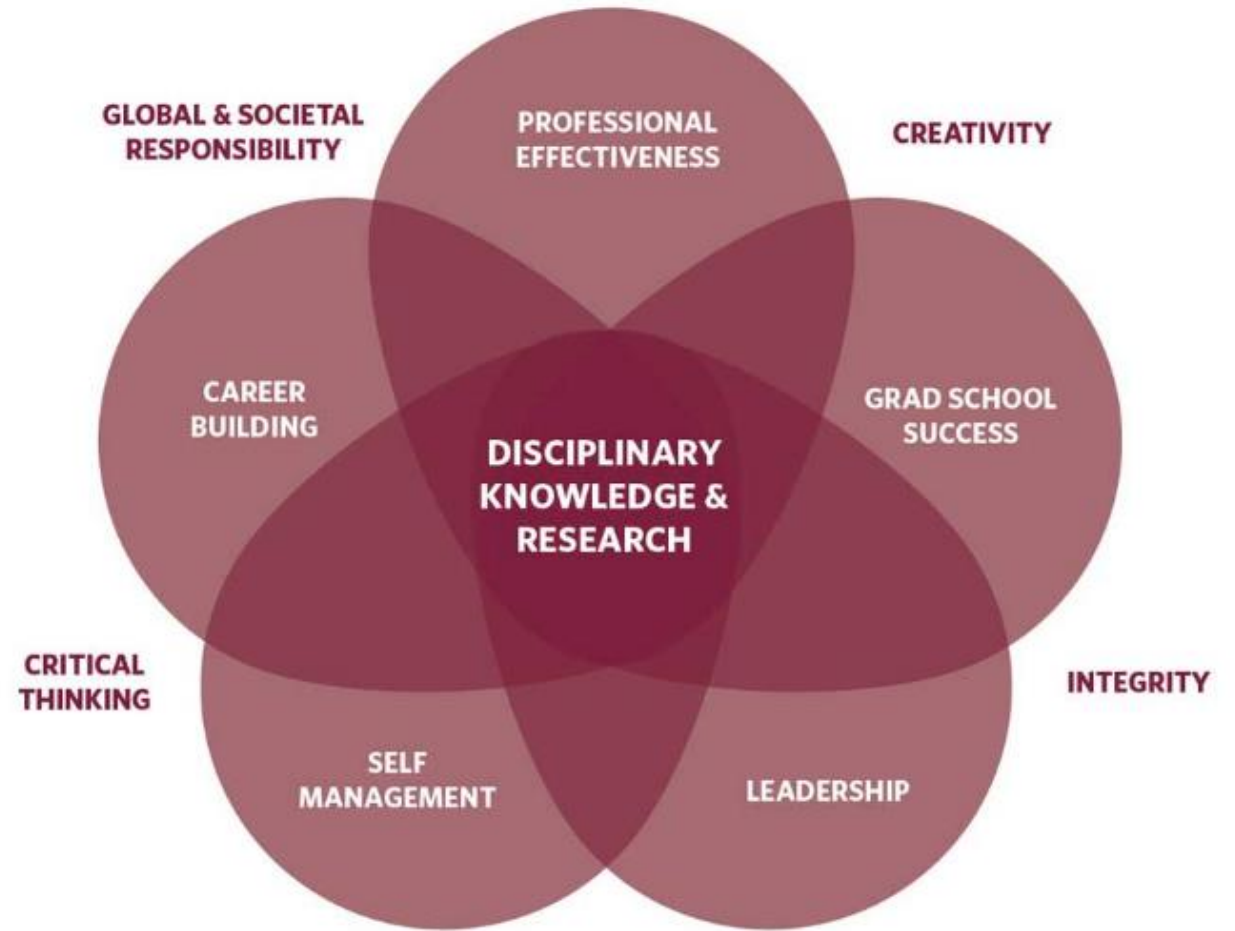 GLOBAL & SOCIETAL
RESPONSIBILITY
PROFESSIONAL
EFFECTIVENESS
CREATIVITY
CAREER
BUILDING
GRAD SCHOOL
SUCCESS
DISCIPLINARY
KNOWLEDGE &
RESEARCH
CRITICAL
THINKING
INTEGRITY
SELF
MANAGEMENT
LEADERSHIP